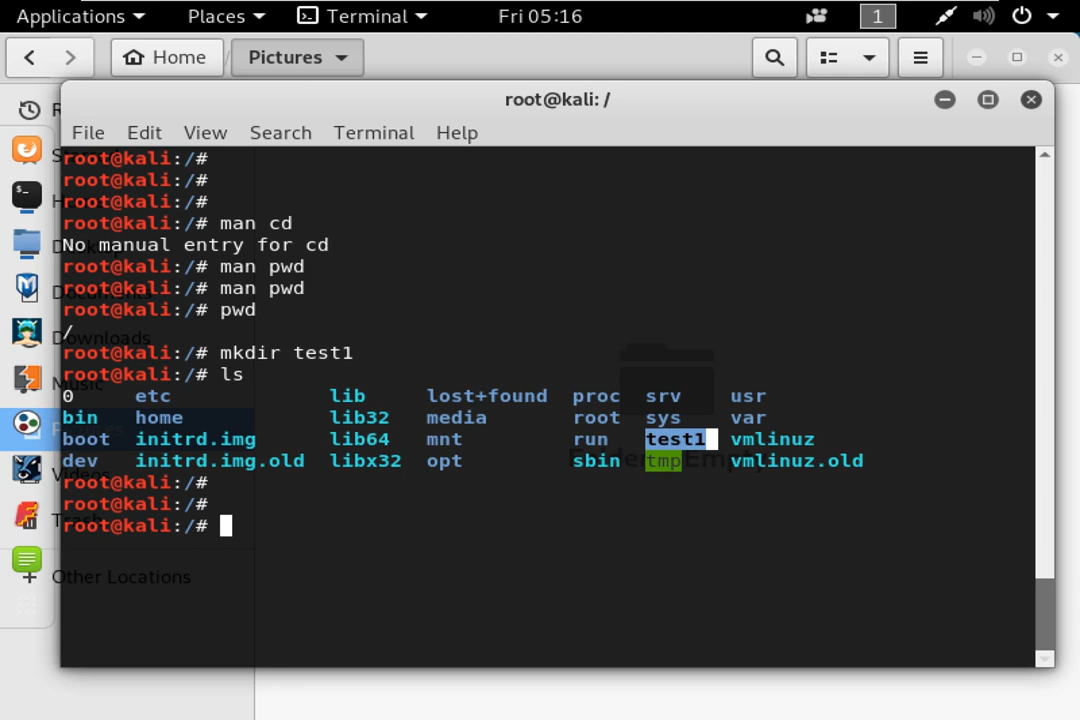 Applications Places Terminal Fri 05:16 1
Home Pictures
root@kali: /
File Edit View Search Terminal Help
root@kali:/#
root@kali:/#
root@kali:/#
root@kali:/# man cd
No manual entry for cd
root@kali:/# man pwd
root@kali:/# man pwd
root@kali:/# pwd
/
root@kali:/# mkdir test1
root@kali:/# ls
0 etc lib lost+found proc srv usr
bin home lib32 media root sys var
boot initrd.img lib64 mnt run test1 vmlinuz
dev initrd.img.old libx32 opt sbin tmp vmlinuz.old
root@kali:/#
root@kali:/#
root@kali:/#
Downloads
Music
Videos
Trash
Other Locations